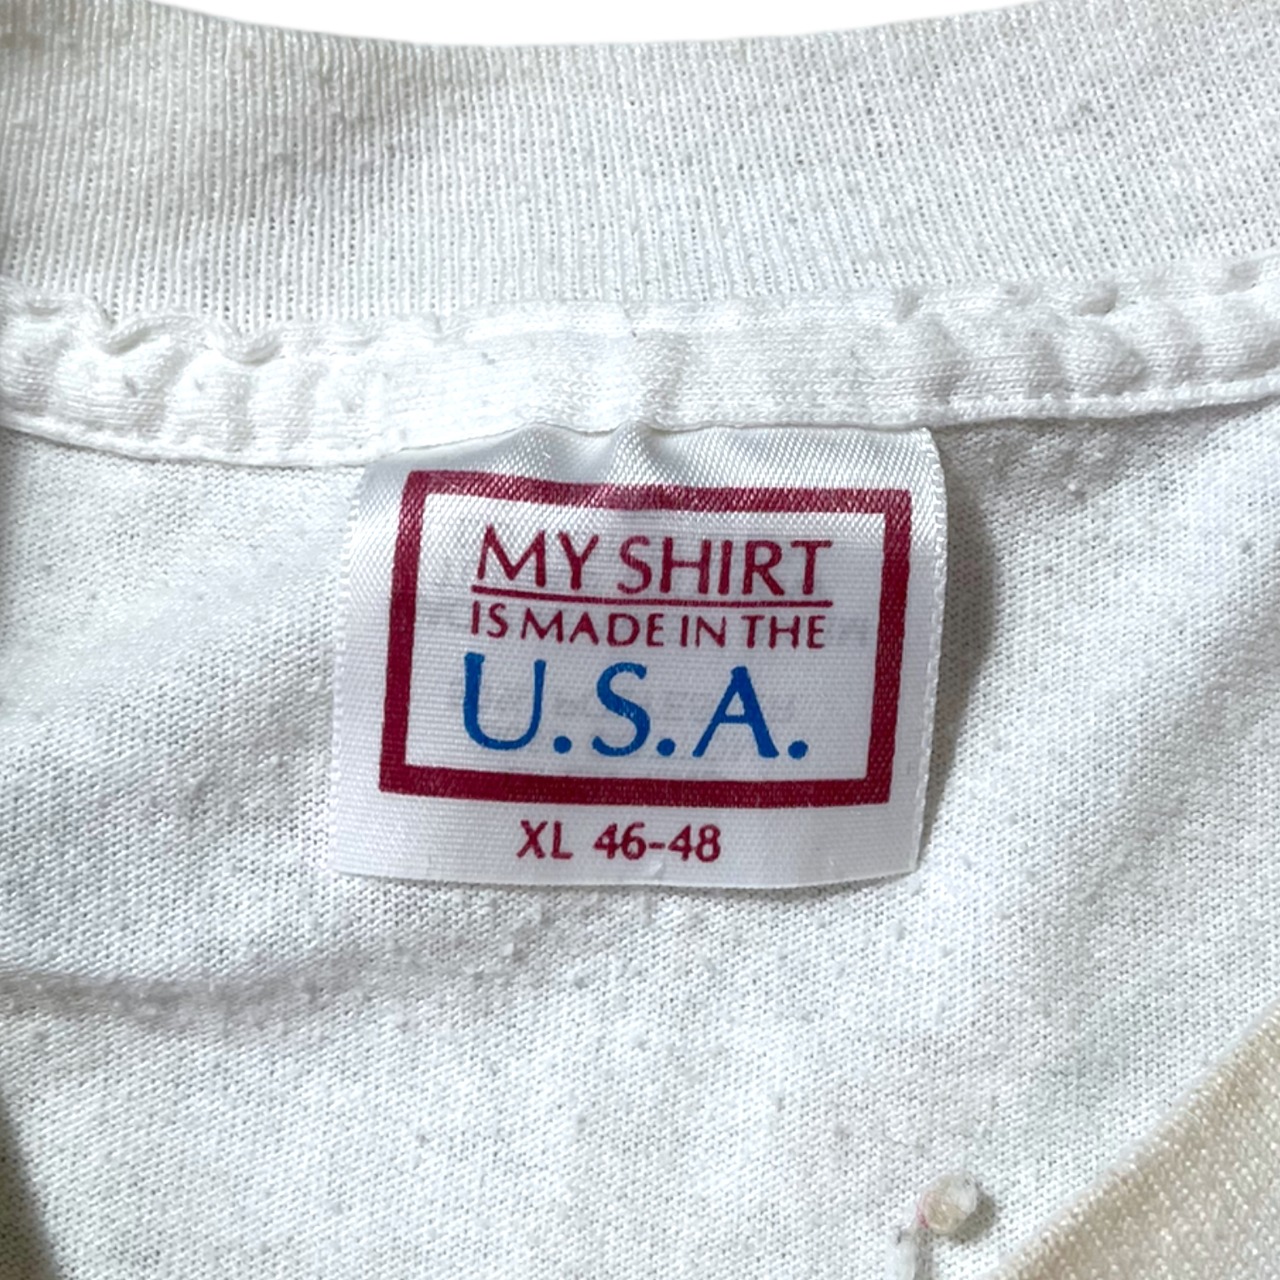 MY SHIRT
IS MADE IN THE
U.S.A.
XL 46-48